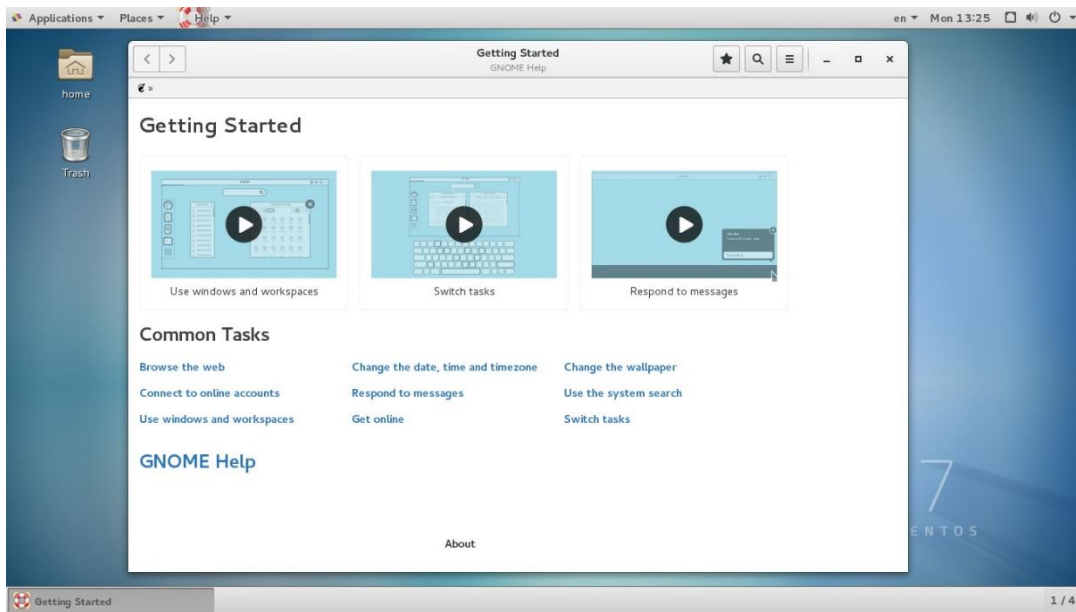 Applications Places Help en Mon 13:25
home
Trash
Getting Started
GNOME Help
»
Getting Started
Use windows and workspaces Switch tasks Respond to messages
Common Tasks
Browse the web Change the date, time and timezone Change the wallpaper
Connect to online accounts Respond to messages Use the system search
Use windows and workspaces Get online Switch tasks
GNOME Help
About
7
ENTOS
Getting Started 1 / 4